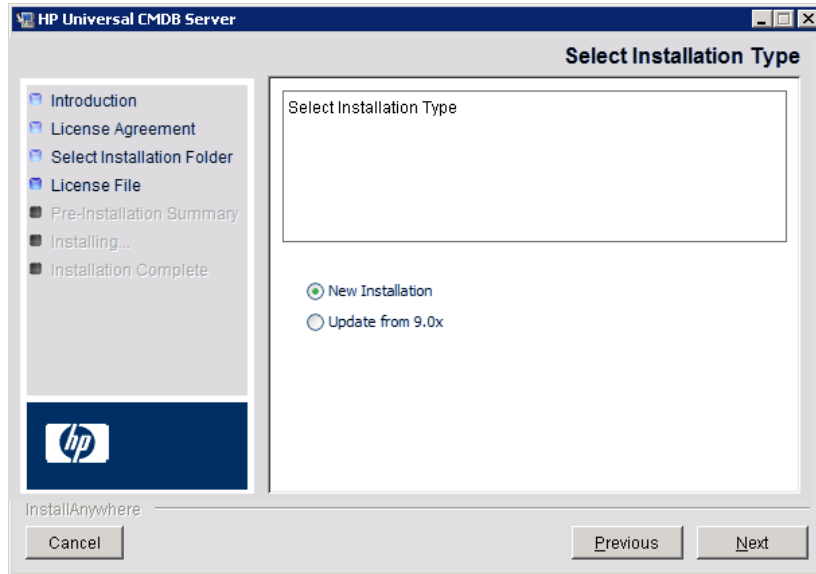 HP Universal CMDB Server
Select Installation Type
Introduction
License Agreement
Select Installation Folder
License File
Pre-Installation Summary
Installing...
Installation Complete
hp
Select Installation Type
New Installation
Update from 9.0x
InstallAnywhere
Cancel
Previous
Next